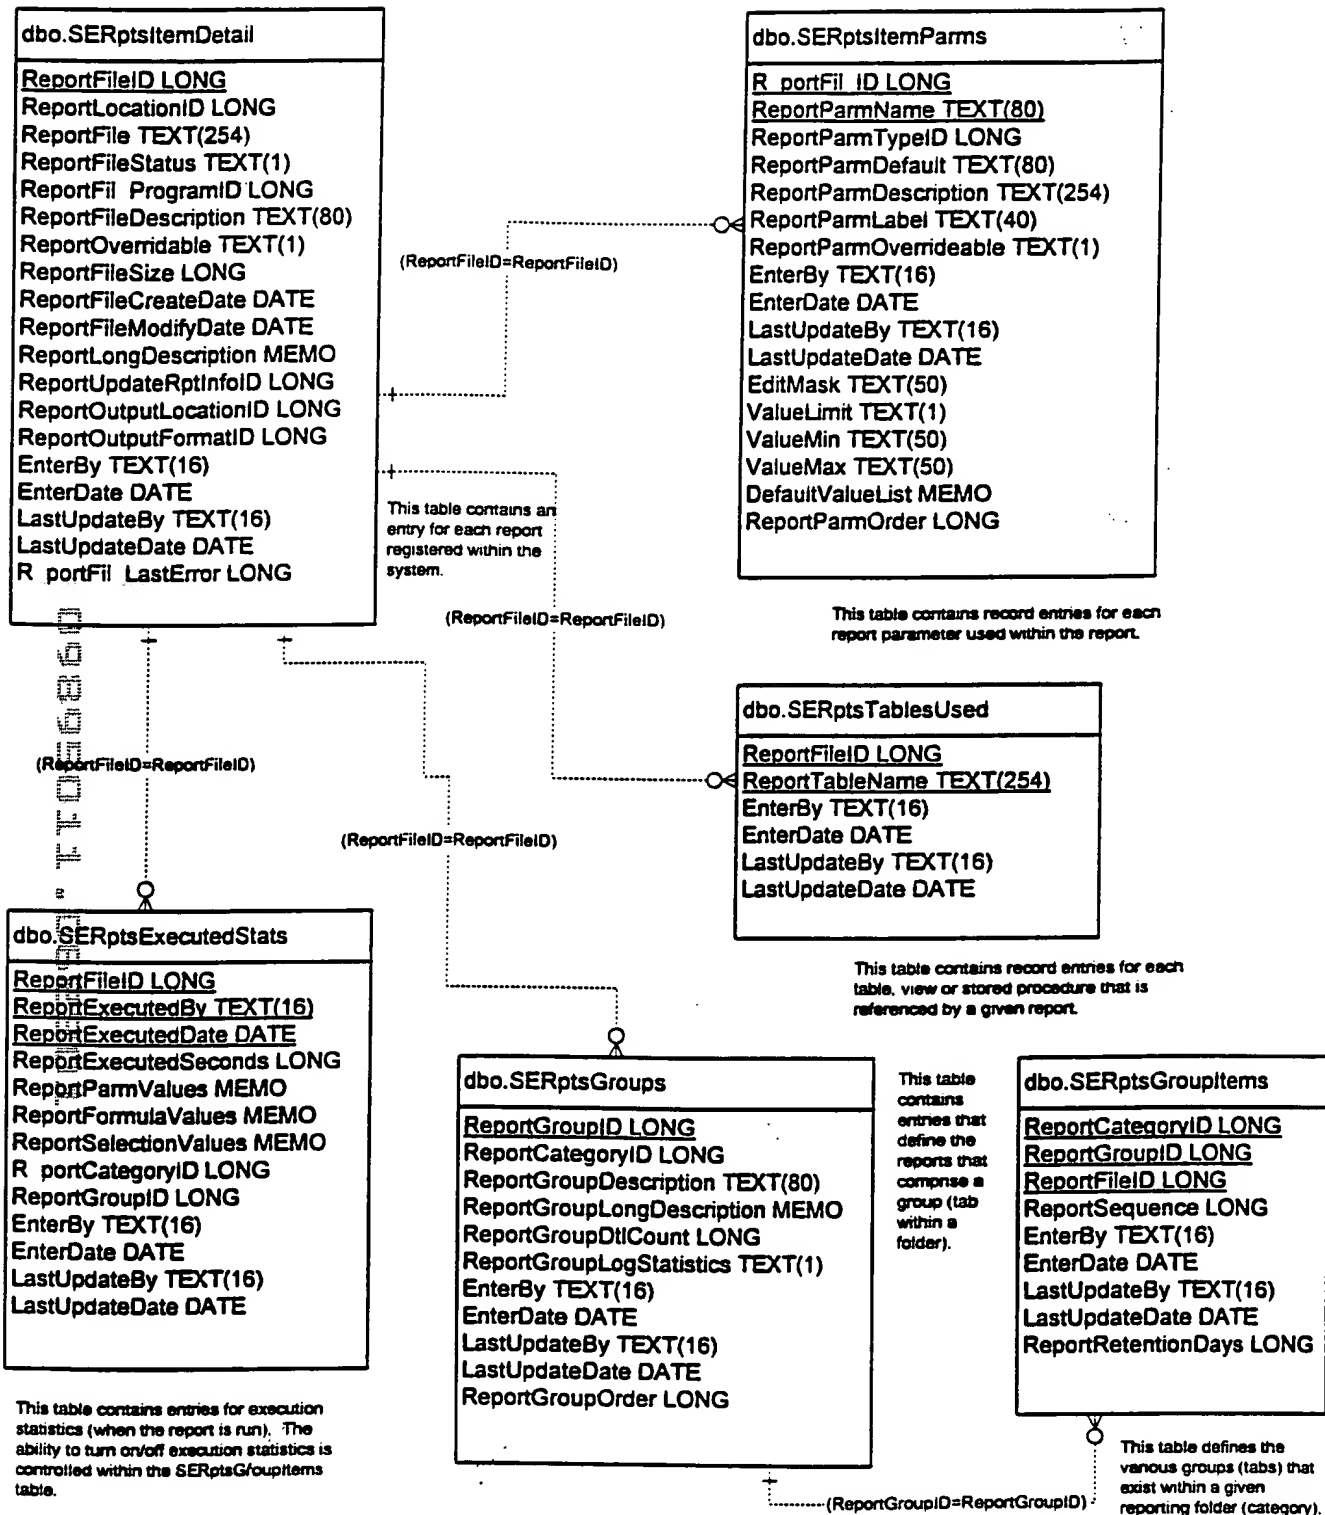 dbo.SERptsItemDetail
ReportFileID LONG
ReportLocationID LONG
ReportFile TEXT(254)
ReportFileStatus TEXT(1)
ReportFil ProgramID LONG
ReportFileDescription TEXT(80)
ReportOverridable TEXT(1)
ReportFileSize LONG
ReportFileCreateDate DATE
ReportFileModifyDate DATE
ReportLongDescription MEMO
ReportUpdateRptInfoID LONG
ReportOutputLocationID LONG
ReportOutputFormatID LONG
EnterBy TEXT(16)
EnterDate DATE
LastUpdateBy TEXT(16)
LastUpdateDate DATE
R portFil LastError LONG
dbo.SERptsItemParms
R portFil ID LONG
ReportParmName TEXT(80)
ReportParmTypeID LONG
ReportParmDefault TEXT(80)
ReportParmDescription TEXT(254)
ReportParmLabel TEXT(40)
ReportParmOverrideable TEXT(1)
EnterBy TEXT(16)
EnterDate DATE
LastUpdateBy TEXT(16)
LastUpdateDate DATE
EditMask TEXT(50)
ValueLimit TEXT(1)
ValueMin TEXT(50)
ValueMax TEXT(50)
DefaultValueList MEMO
ReportParmOrder LONG
(ReportFileID=ReportFileID)
This table contains an
entry for each report
registered within the
system.
(ReportFileID=ReportFileID)
This table contains record entries for each
report parameter used within the report.
(ReportFileID=ReportFileID)
(ReportFileID=ReportFileID)
dbo.SERptsTablesUsed
ReportFileID LONG
ReportTableName TEXT(254)
EnterBy TEXT(16)
EnterDate DATE
LastUpdateBy TEXT(16)
LastUpdateDate DATE
This table contains record entries for each
table, view or stored procedure that is
referenced by a given report.
dbo.SERptsExecutedStats
ReportFileID LONG
ReportExecutedBy TEXT(16)
ReportExecutedDate DATE
ReportExecutedSeconds LONG
ReportParmValues MEMO
ReportFormulaValues MEMO
ReportSelectionValues MEMO
R portCategoryID LONG
ReportGroupID LONG
EnterBy TEXT(16)
EnterDate DATE
LastUpdateBy TEXT(16)
LastUpdateDate DATE
This table contains entries for execution
statistics (when the report is run). The
ability to turn on/off execution statistics is
controlled within the SERptsG/oupItems
table.
dbo.SERptsGroups
ReportGroupID LONG
ReportCategoryID LONG
ReportGroupDescription TEXT(80)
ReportGroupLongDescription MEMO
ReportGroupDtlCount LONG
ReportGroupLogStatistics TEXT(1)
EnterBy TEXT(16)
EnterDate DATE
LastUpdateBy TEXT(16)
LastUpdateDate DATE
ReportGroupOrder LONG
This table
contains
entries that
define the
reports that
comprise a
group (tab
within a
folder).
dbo.SERptsGroupItems
ReportCategoryID LONG
ReportGroupID LONG
ReportFileID LONG
ReportSequence LONG
EnterBy TEXT(16)
EnterDate DATE
LastUpdateBy TEXT(16)
LastUpdateDate DATE
ReportRetentionDays LONG
(ReportGroupID=ReportGroupID)
This table defines the
various groups (tabs) that
exist within a given
reporting folder (category).